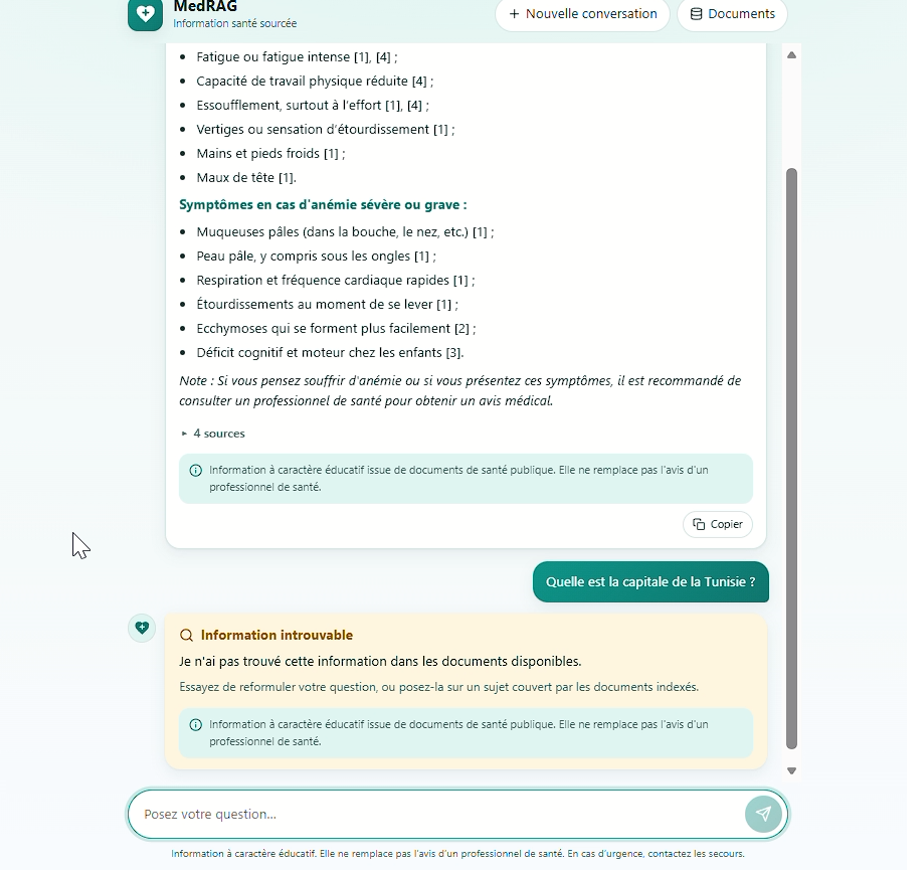 MedRAG
Information santé sourcée
+ Nouvelle conversation
Documents
• Fatigue ou fatigue intense [1], [4] ;
• Capacité de travail physique réduite [4] ;
• Essoufflement, surtout à l'effort [1], [4] ;
• Vertiges ou sensation d'étourdissement [1] ;
• Mains et pieds froids [1] ;
• Maux de tête [1].
Symptômes en cas d'anémie sévère ou grave :
• Muqueuses pâles (dans la bouche, le nez, etc.) [1] ;
• Peau pâle, y compris sous les ongles [1] ;
• Respiration et fréquence cardiaque rapides [1] ;
• Étourdissements au moment de se lever [1] ;
• Ecchymoses qui se forment plus facilement [2] ;
• Déficit cognitif et moteur chez les enfants [3].
Note : Si vous pensez souffrir d'anémie ou si vous présentez ces symptômes, il est recommandé de
consulter un professionnel de santé pour obtenir un avis médical.
▸ 4 sources
Information à caractère éducatif issue de documents de santé publique. Elle ne remplace pas l'avis d'un
professionnel de santé.
Copier
Quelle est la capitale de la Tunisie ?
Information introuvable
Je n'ai pas trouvé cette information dans les documents disponibles.
Essayez de reformuler votre question, ou posez-la sur un sujet couvert par les documents indexés.
Information à caractère éducatif issue de documents de santé publique. Elle ne remplace pas l'avis d'un
professionnel de santé.
Posez votre question...
Information à caractère éducatif. Elle ne remplace pas l'avis d'un professionnel de santé. En cas d'urgence, contactez les secours.